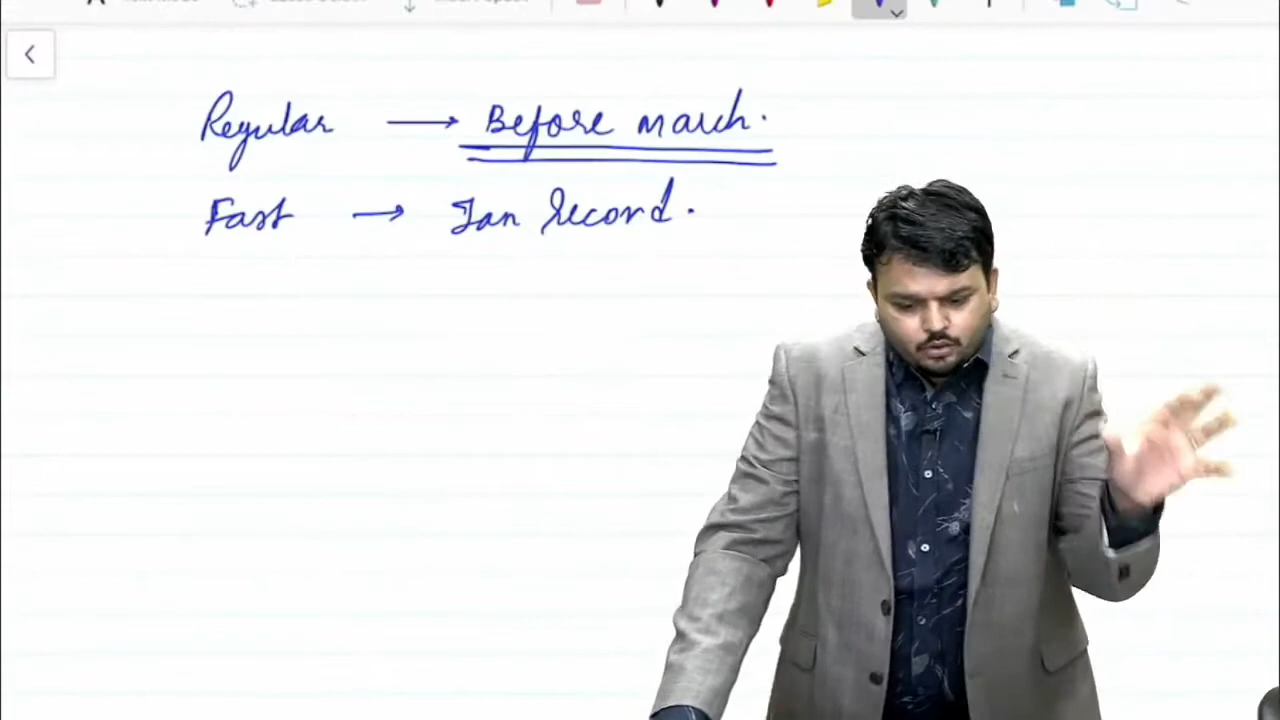 Regular → Before march.
Fast → Jan record.